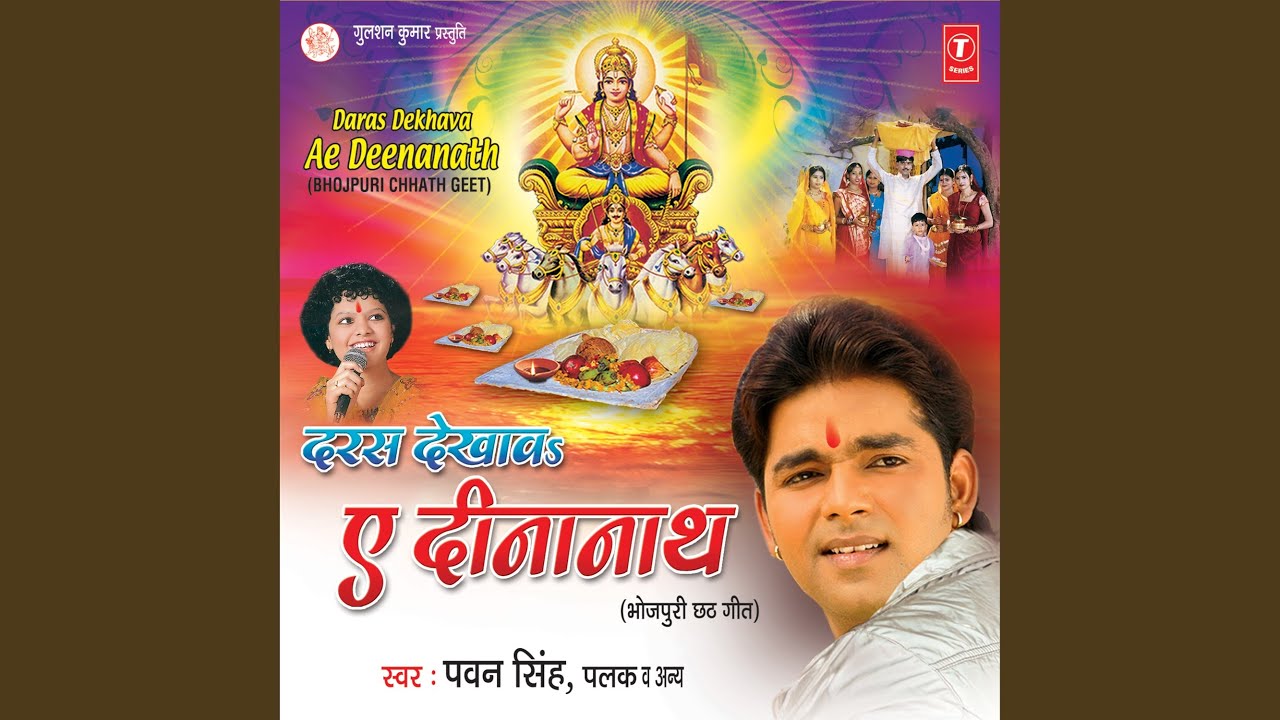 गुलशन कुमार प्रस्तुति
T
SERIES
Daras Dekhava
Ae Deenanath
(BHOJPURI CHHATH GEET)
दरस देखावऽ
ए दीनानाथ
(भोजपुरी छठ गीत)
स्वर : पवन सिंह, पलक व अन्य